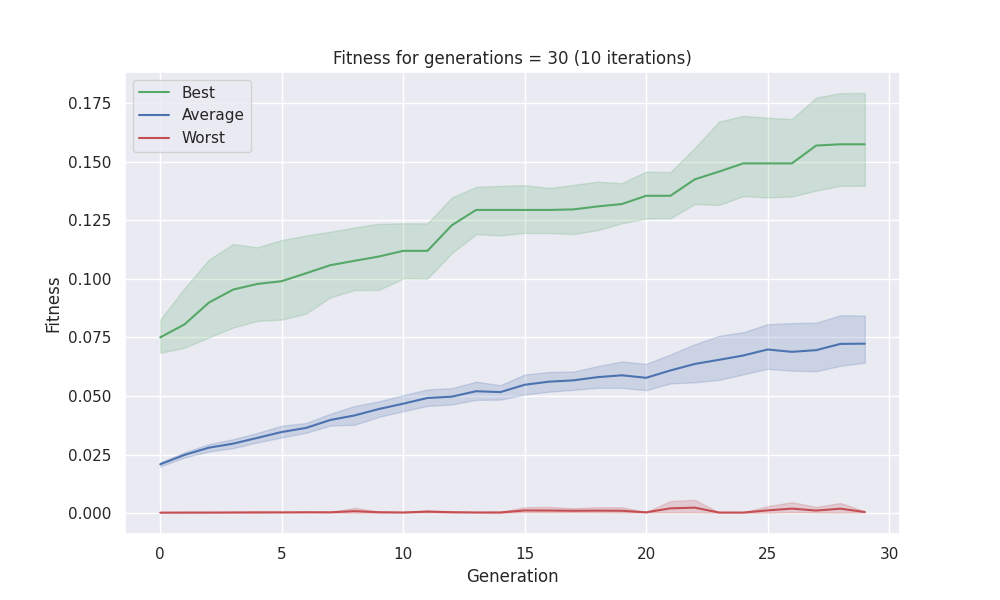 Fitness for generations = 30 (10 iterations)
Best
Average
Worst
0.175
0.150
0.125
0.100
0.075
0.050
0.025
0.000
Fitness
0 5 10 15 20 25 30
Generation